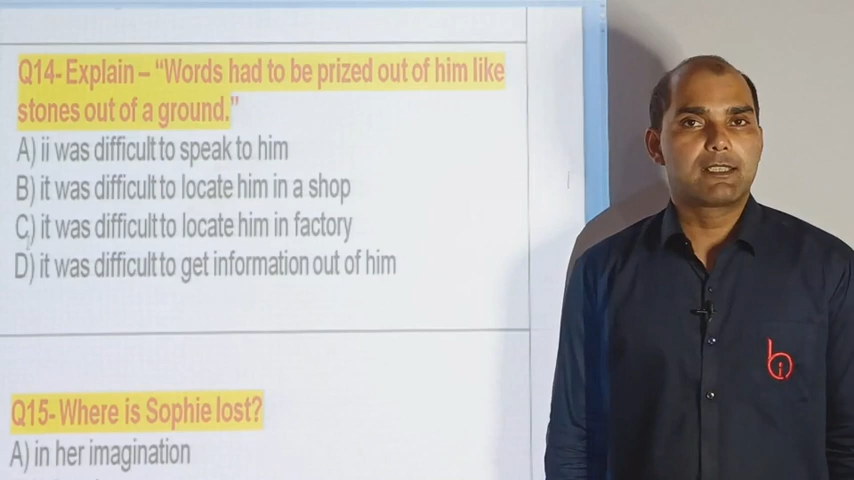 Q14- Explain – “Words had to be prized out of him like
stones out of a ground.”
A) ii was difficult to speak to him
B) it was difficult to locate him in a shop
C) it was difficult to locate him in factory
D) it was difficult to get information out of him
Q15- Where is Sophie lost?
A) in her imagination